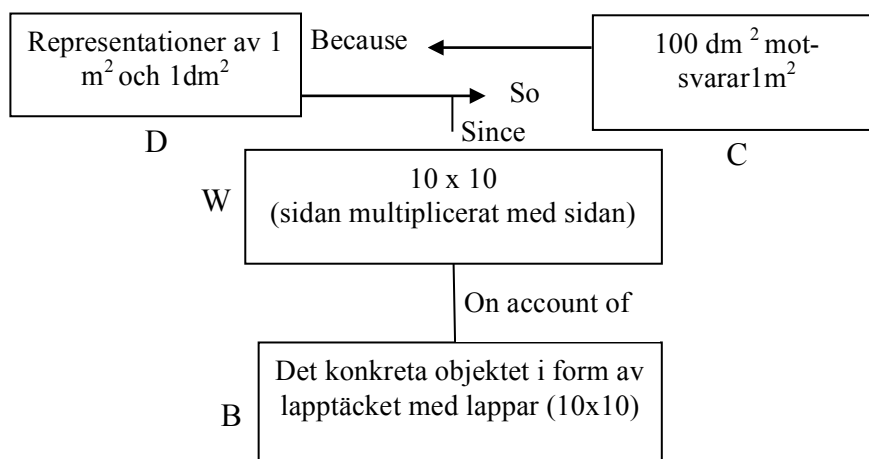 Representationer av 1
m² och 1dm²
Because
100 dm ² mot-
svarar1m²
So
Since
D
C
W
10 x 10
(sidan multiplicerat med sidan)
On account of
B
Det konkreta objektet i form av
lapptäcket med lappar (10x10)